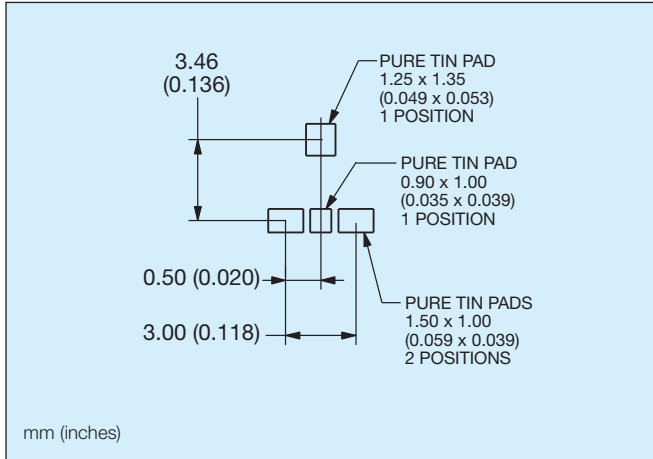 3.46
(0.136)
PURE TIN PAD
1.25 x 1.35
(0.049 x 0.053)
1 POSITION
PURE TIN PAD
0.90 x 1.00
(0.035 x 0.039)
1 POSITION
0.50 (0.020)
3.00 (0.118)
PURE TIN PADS
1.50 x 1.00
(0.059 x 0.039)
2 POSITIONS
mm (inches)